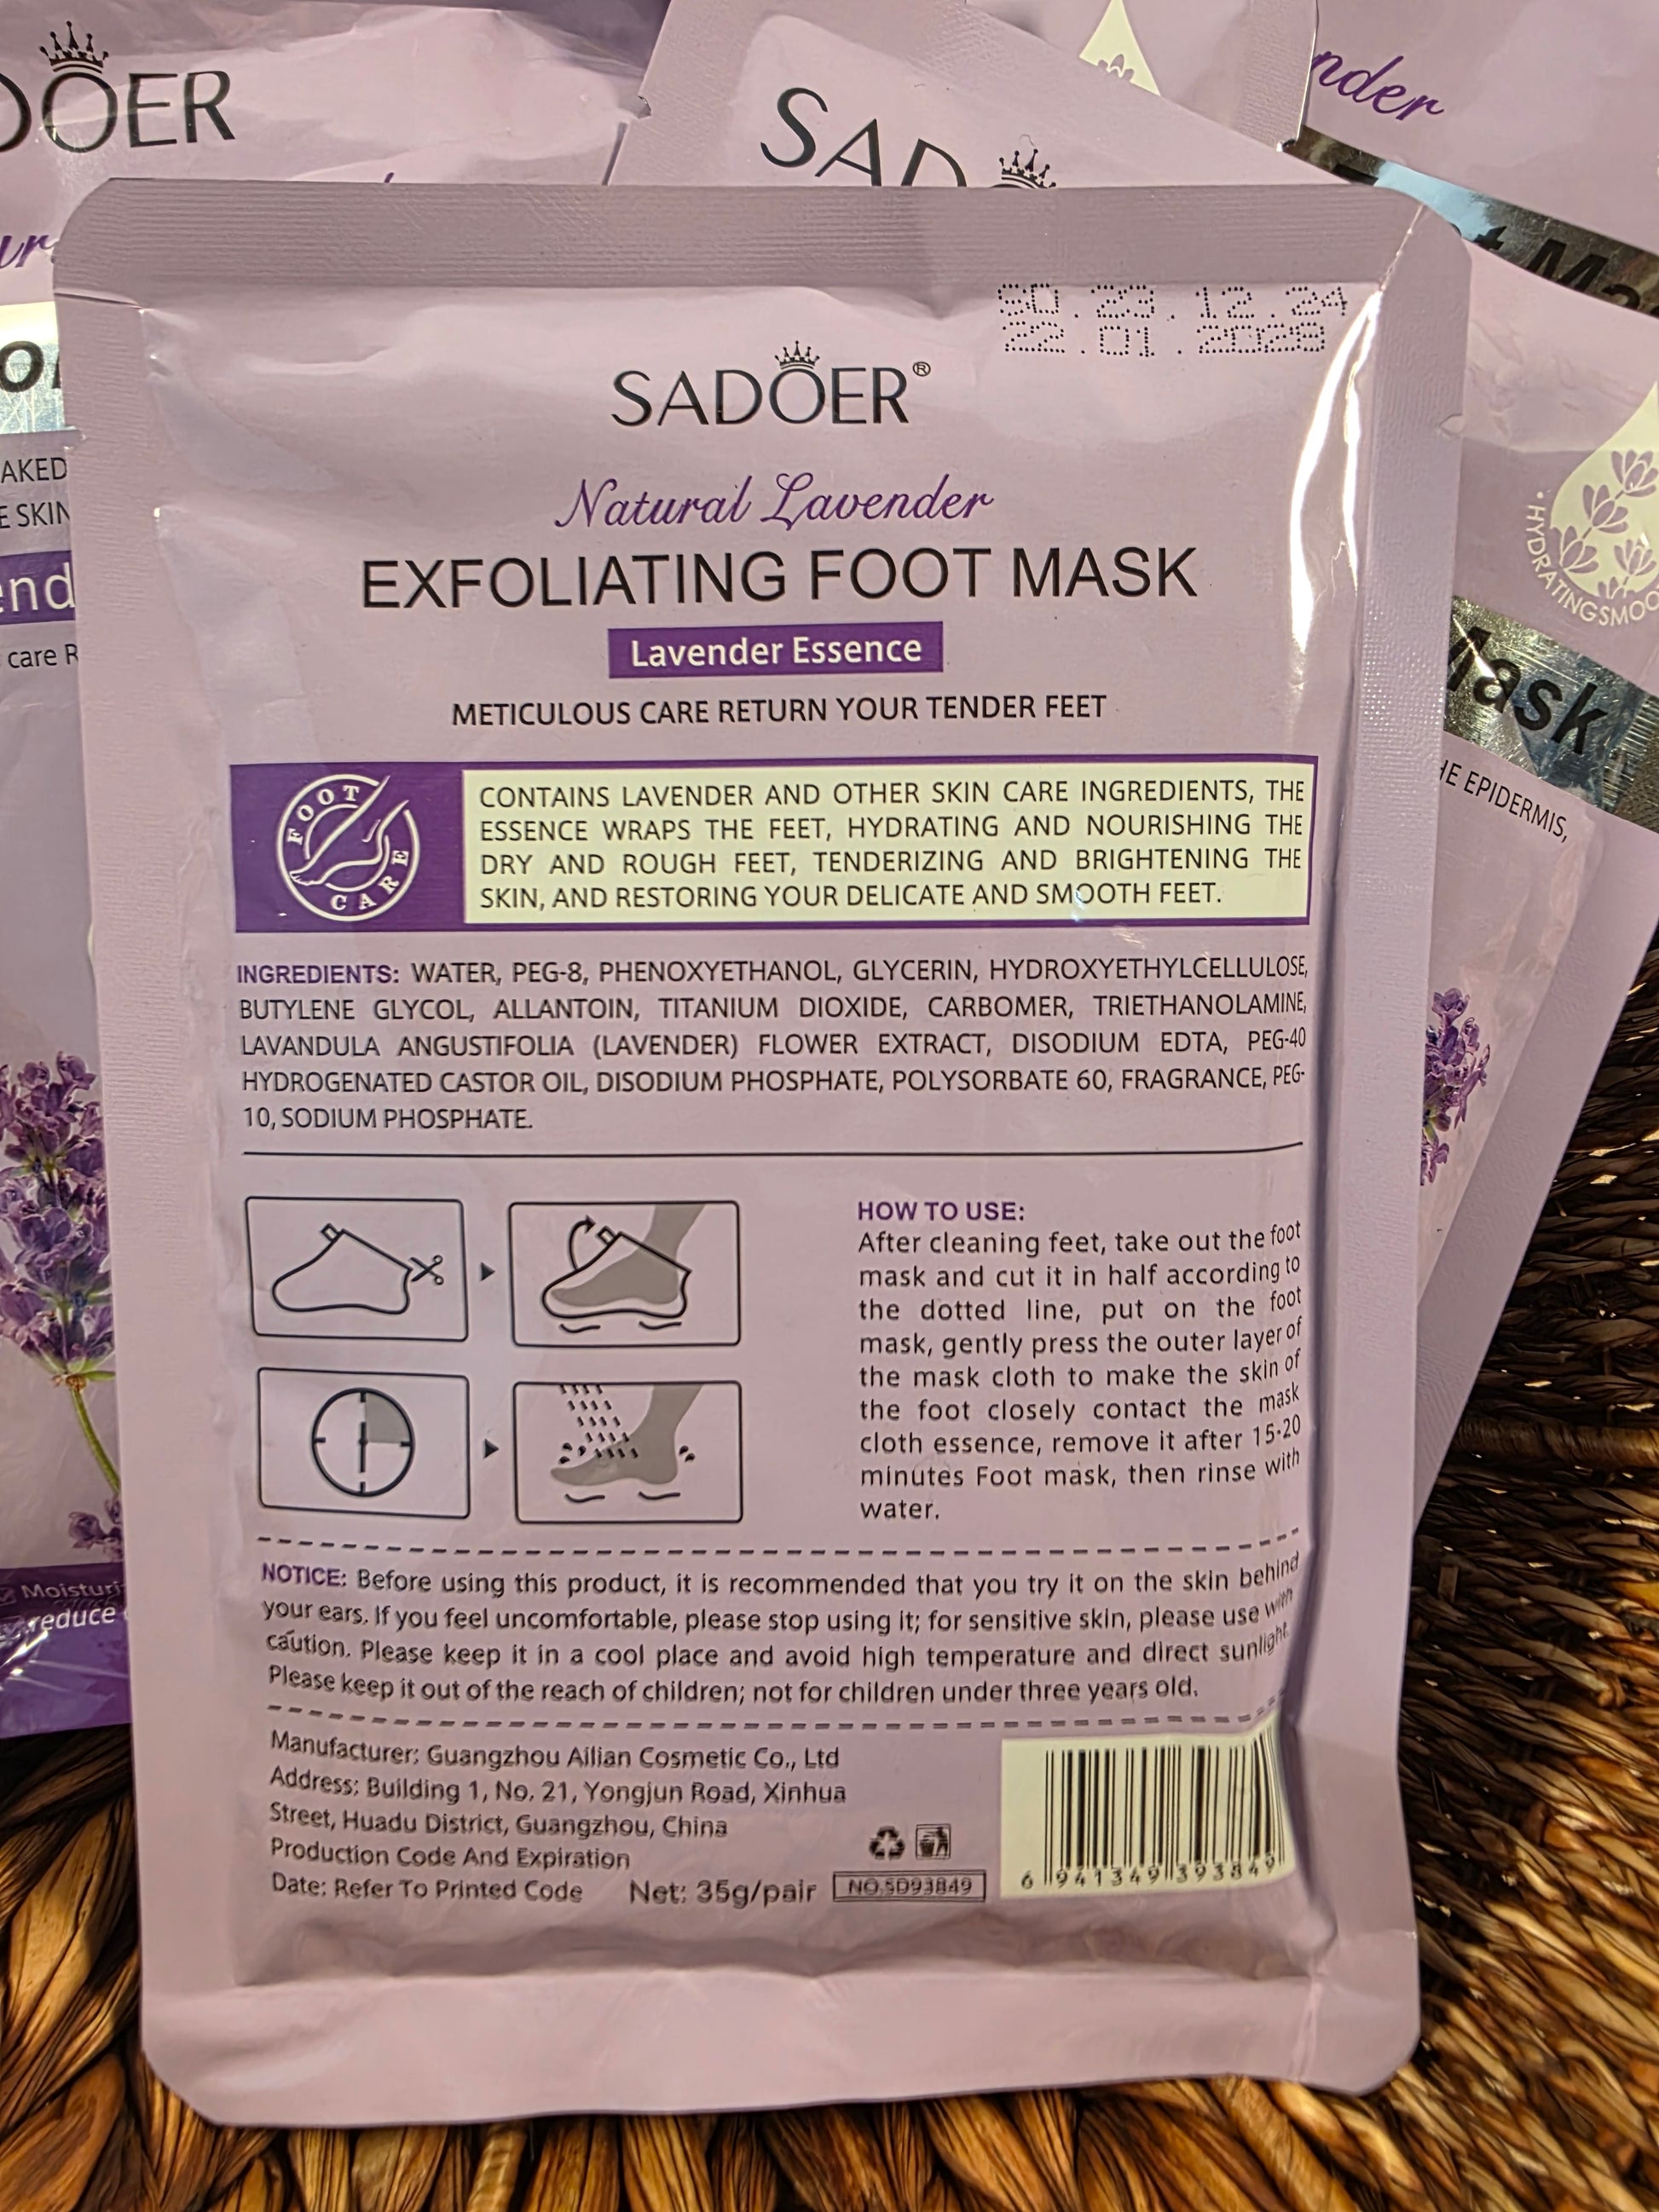 SADOER
nder
SD.23.12.24
22.01.2028
SADOER®
Natural Lavender
EXFOLIATING FOOT MASK
Lavender Essence
METICULOUS CARE RETURN YOUR TENDER FEET
FOOT CARE
CONTAINS LAVENDER AND OTHER SKIN CARE INGREDIENTS, THE
ESSENCE WRAPS THE FEET, HYDRATING AND NOURISHING THE
DRY AND ROUGH FEET, TENDERIZING AND BRIGHTENING THE
SKIN, AND RESTORING YOUR DELICATE AND SMOOTH FEET.
INGREDIENTS: WATER, PEG-8, PHENOXYETHANOL, GLYCERIN, HYDROXYETHYLCELLULOSE,
BUTYLENE GLYCOL, ALLANTOIN, TITANIUM DIOXIDE, CARBOMER, TRIETHANOLAMINE,
LAVANDULA ANGUSTIFOLIA (LAVENDER) FLOWER EXTRACT, DISODIUM EDTA, PEG-40
HYDROGENATED CASTOR OIL, DISODIUM PHOSPHATE, POLYSORBATE 60, FRAGRANCE, PEG-
10, SODIUM PHOSPHATE.
HOW TO USE:
After cleaning feet, take out the foot
mask and cut it in half according to
the dotted line, put on the foot
mask, gently press the outer layer of
the mask cloth to make the skin of
the foot closely contact the mask
cloth essence, remove it after 15-20
minutes Foot mask, then rinse with
water.
NOTICE: Before using this product, it is recommended that you try it on the skin behind
your ears. If you feel uncomfortable, please stop using it; for sensitive skin, please use with
caution. Please keep it in a cool place and avoid high temperature and direct sunlight.
Please keep it out of the reach of children; not for children under three years old.
Manufacturer: Guangzhou Ailian Cosmetic Co., Ltd
Address: Building 1, No. 21, Yongjun Road, Xinhua
Street, Huadu District, Guangzhou, China
Production Code And Expiration
Date: Refer To Printed Code
Net: 35g/pair
NO.SD93849
6 941349 393849
AKED
E SKIN
end
care R
Moisturi
reduce
Mask
HE EPIDERMIS,
HYDRATINGSMOO